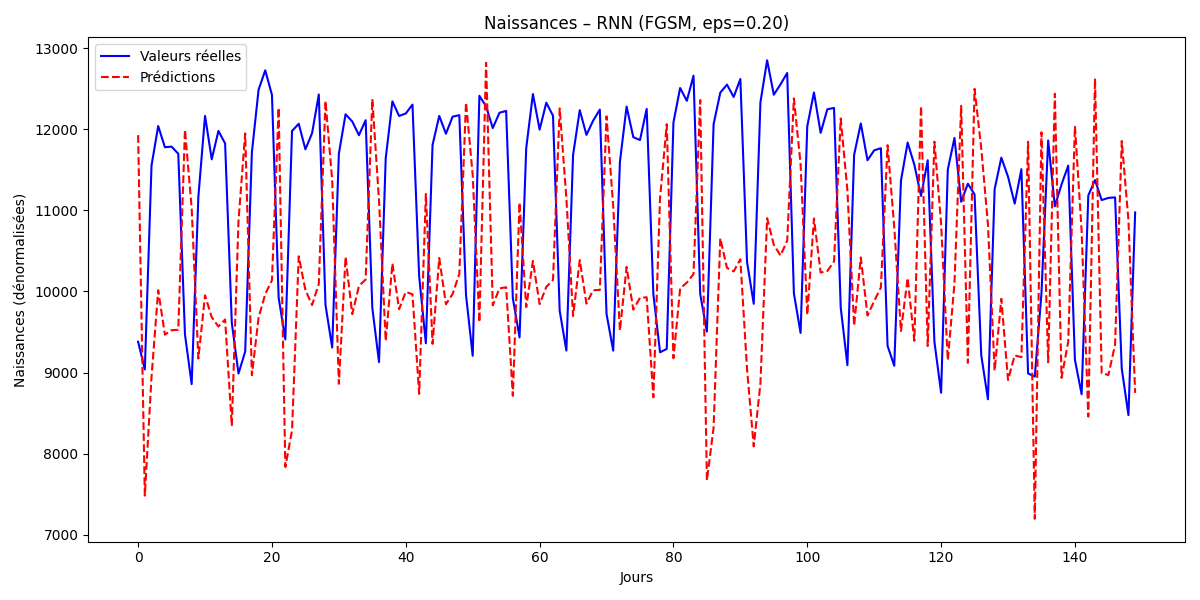 Naissances – RNN (FGSM, eps=0.20)
Valeurs réelles
Prédictions
13000
12000
11000
10000
9000
8000
7000
Naissances (dénormalisées)
0 20 40 60 80 100 120 140
Jours